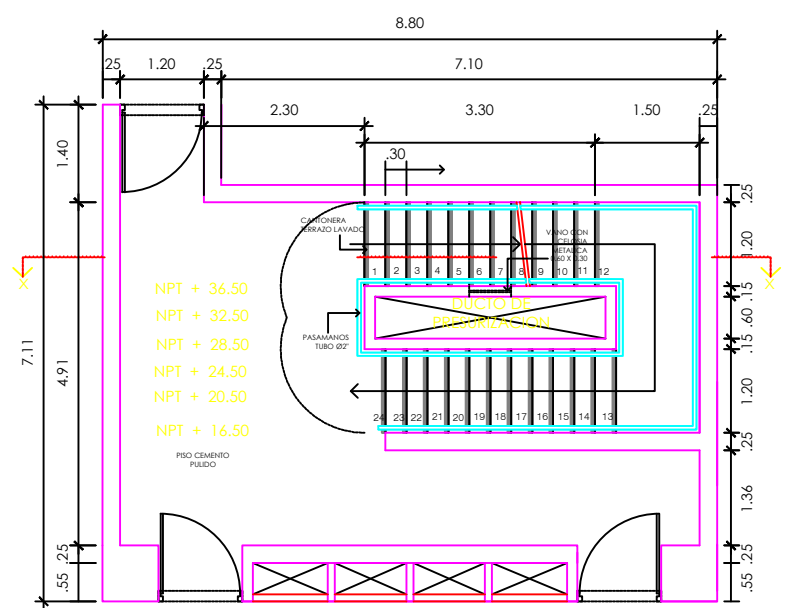 8.80
.25 1.20 .25 7.10
2.30 3.30 1.50 .25
.30
1.40
4.91
7.11
.25
.55
.25
1.20
.15
.60
.15
1.20
.25
1.36
.25
.55
CANTONERA
TERRAZO LAVADO
VANO CON
CELOSIA
METALICA
0.60 X 0.30
1 2 3 4 5 6 7 8 9 10 11 12
X
X
DUCTO DE
PRESURIZACION
PASAMANOS
TUBO Ø2"
24 23 22 21 20 19 18 17 16 15 14 13
NPT + 36.50
NPT + 32.50
NPT + 28.50
NPT + 24.50
NPT + 20.50
NPT + 16.50
PISO CEMENTO
PULIDO